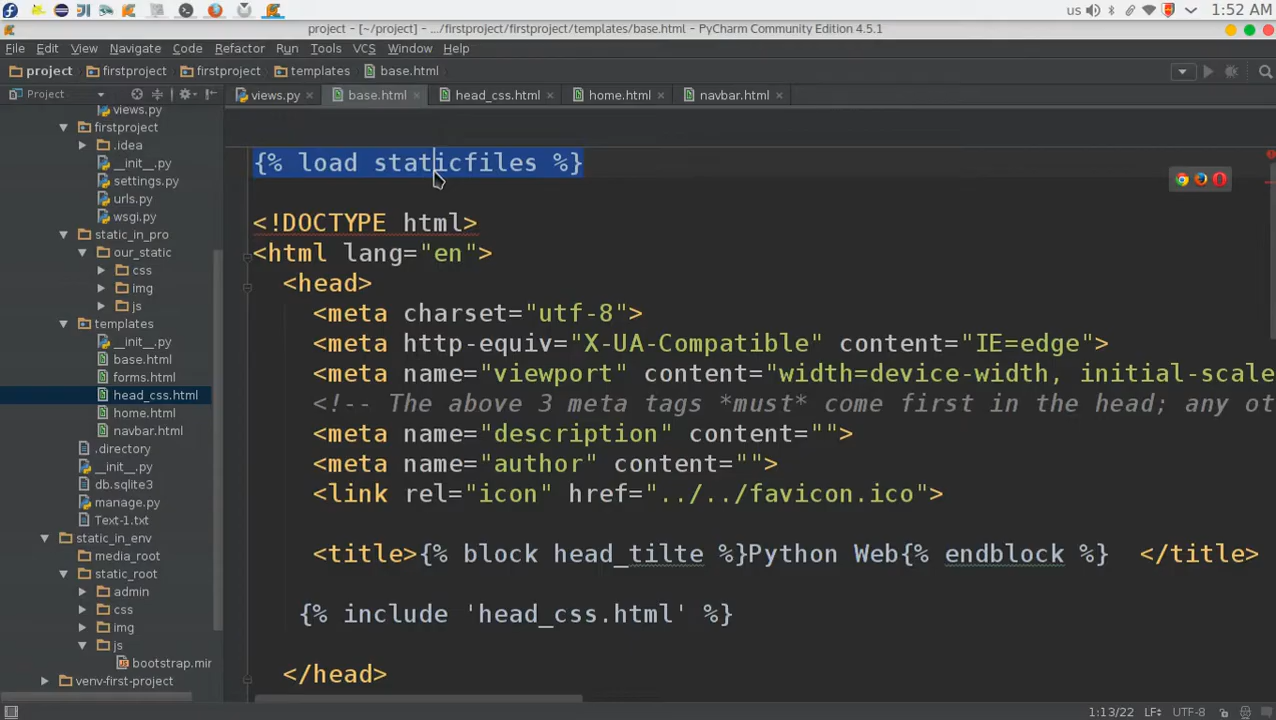 us 1:52 AM
project - [~/project] - .../firstproject/firstproject/templates/base.html - PyCharm Community Edition 4.5.1
File Edit View Navigate Code Refactor Run Tools VCS Window Help
project firstproject firstproject templates base.html
Project views.py base.html head_css.html home.html navbar.html
views.py
firstproject
.idea
__init__.py
settings.py
urls.py
wsgi.py
static_in_pro
our_static
css
img
js
templates
__init__.py
base.html
forms.html
head_css.html
home.html
navbar.html
.directory
__init__.py
db.sqlite3
manage.py
Text-1.txt
static_in_env
media_root
static_root
admin
css
img
js
bootstrap.mir
venv-first-project
{% load staticfiles %}
<!DOCTYPE html>
<html lang="en">
<head>
<meta charset="utf-8">
<meta http-equiv="X-UA-Compatible" content="IE=edge">
<meta name="viewport" content="width=device-width, initial-scale
<!-- The above 3 meta tags *must* come first in the head; any ot
<meta name="description" content="">
<meta name="author" content="">
<link rel="icon" href="../../favicon.ico">
<title>{% block head_tilte %}Python Web{% endblock %} </title>
{% include 'head_css.html' %}
</head>
1:13/22 LF UTF-8